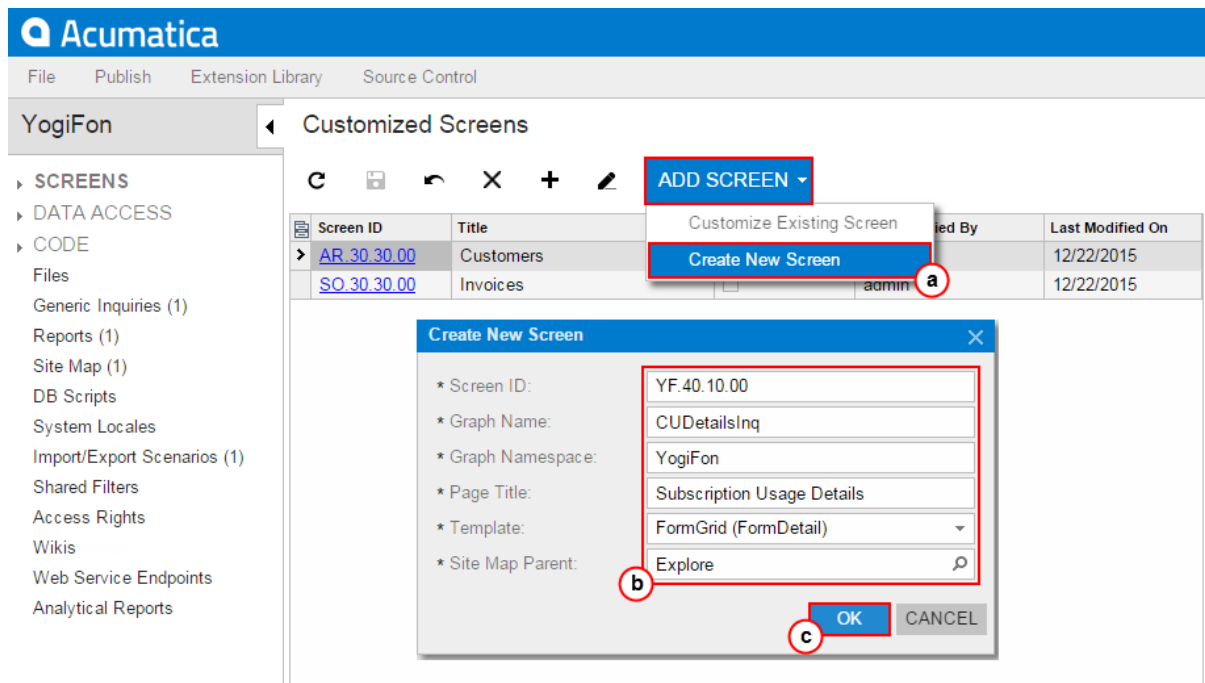 Acumatica
File Publish Extension Library Source Control
YogiFon
SCREENS
DATA ACCESS
CODE
Files
Generic Inquiries (1)
Reports (1)
Site Map (1)
DB Scripts
System Locales
Import/Export Scenarios (1)
Shared Filters
Access Rights
Wikis
Web Service Endpoints
Analytical Reports
Customized Screens
ADD SCREEN
Customize Existing Screen
Create New Screen
a
Screen ID Title ied By Last Modified On
AR.30.30.00 Customers 12/22/2015
SO.30.30.00 Invoices admin 12/22/2015
Create New Screen
* Screen ID: YF.40.10.00
* Graph Name: CUDetailsInq
* Graph Namespace: YogiFon
* Page Title: Subscription Usage Details
* Template: FormGrid (FormDetail)
* Site Map Parent: Explore
b
OK CANCEL
c